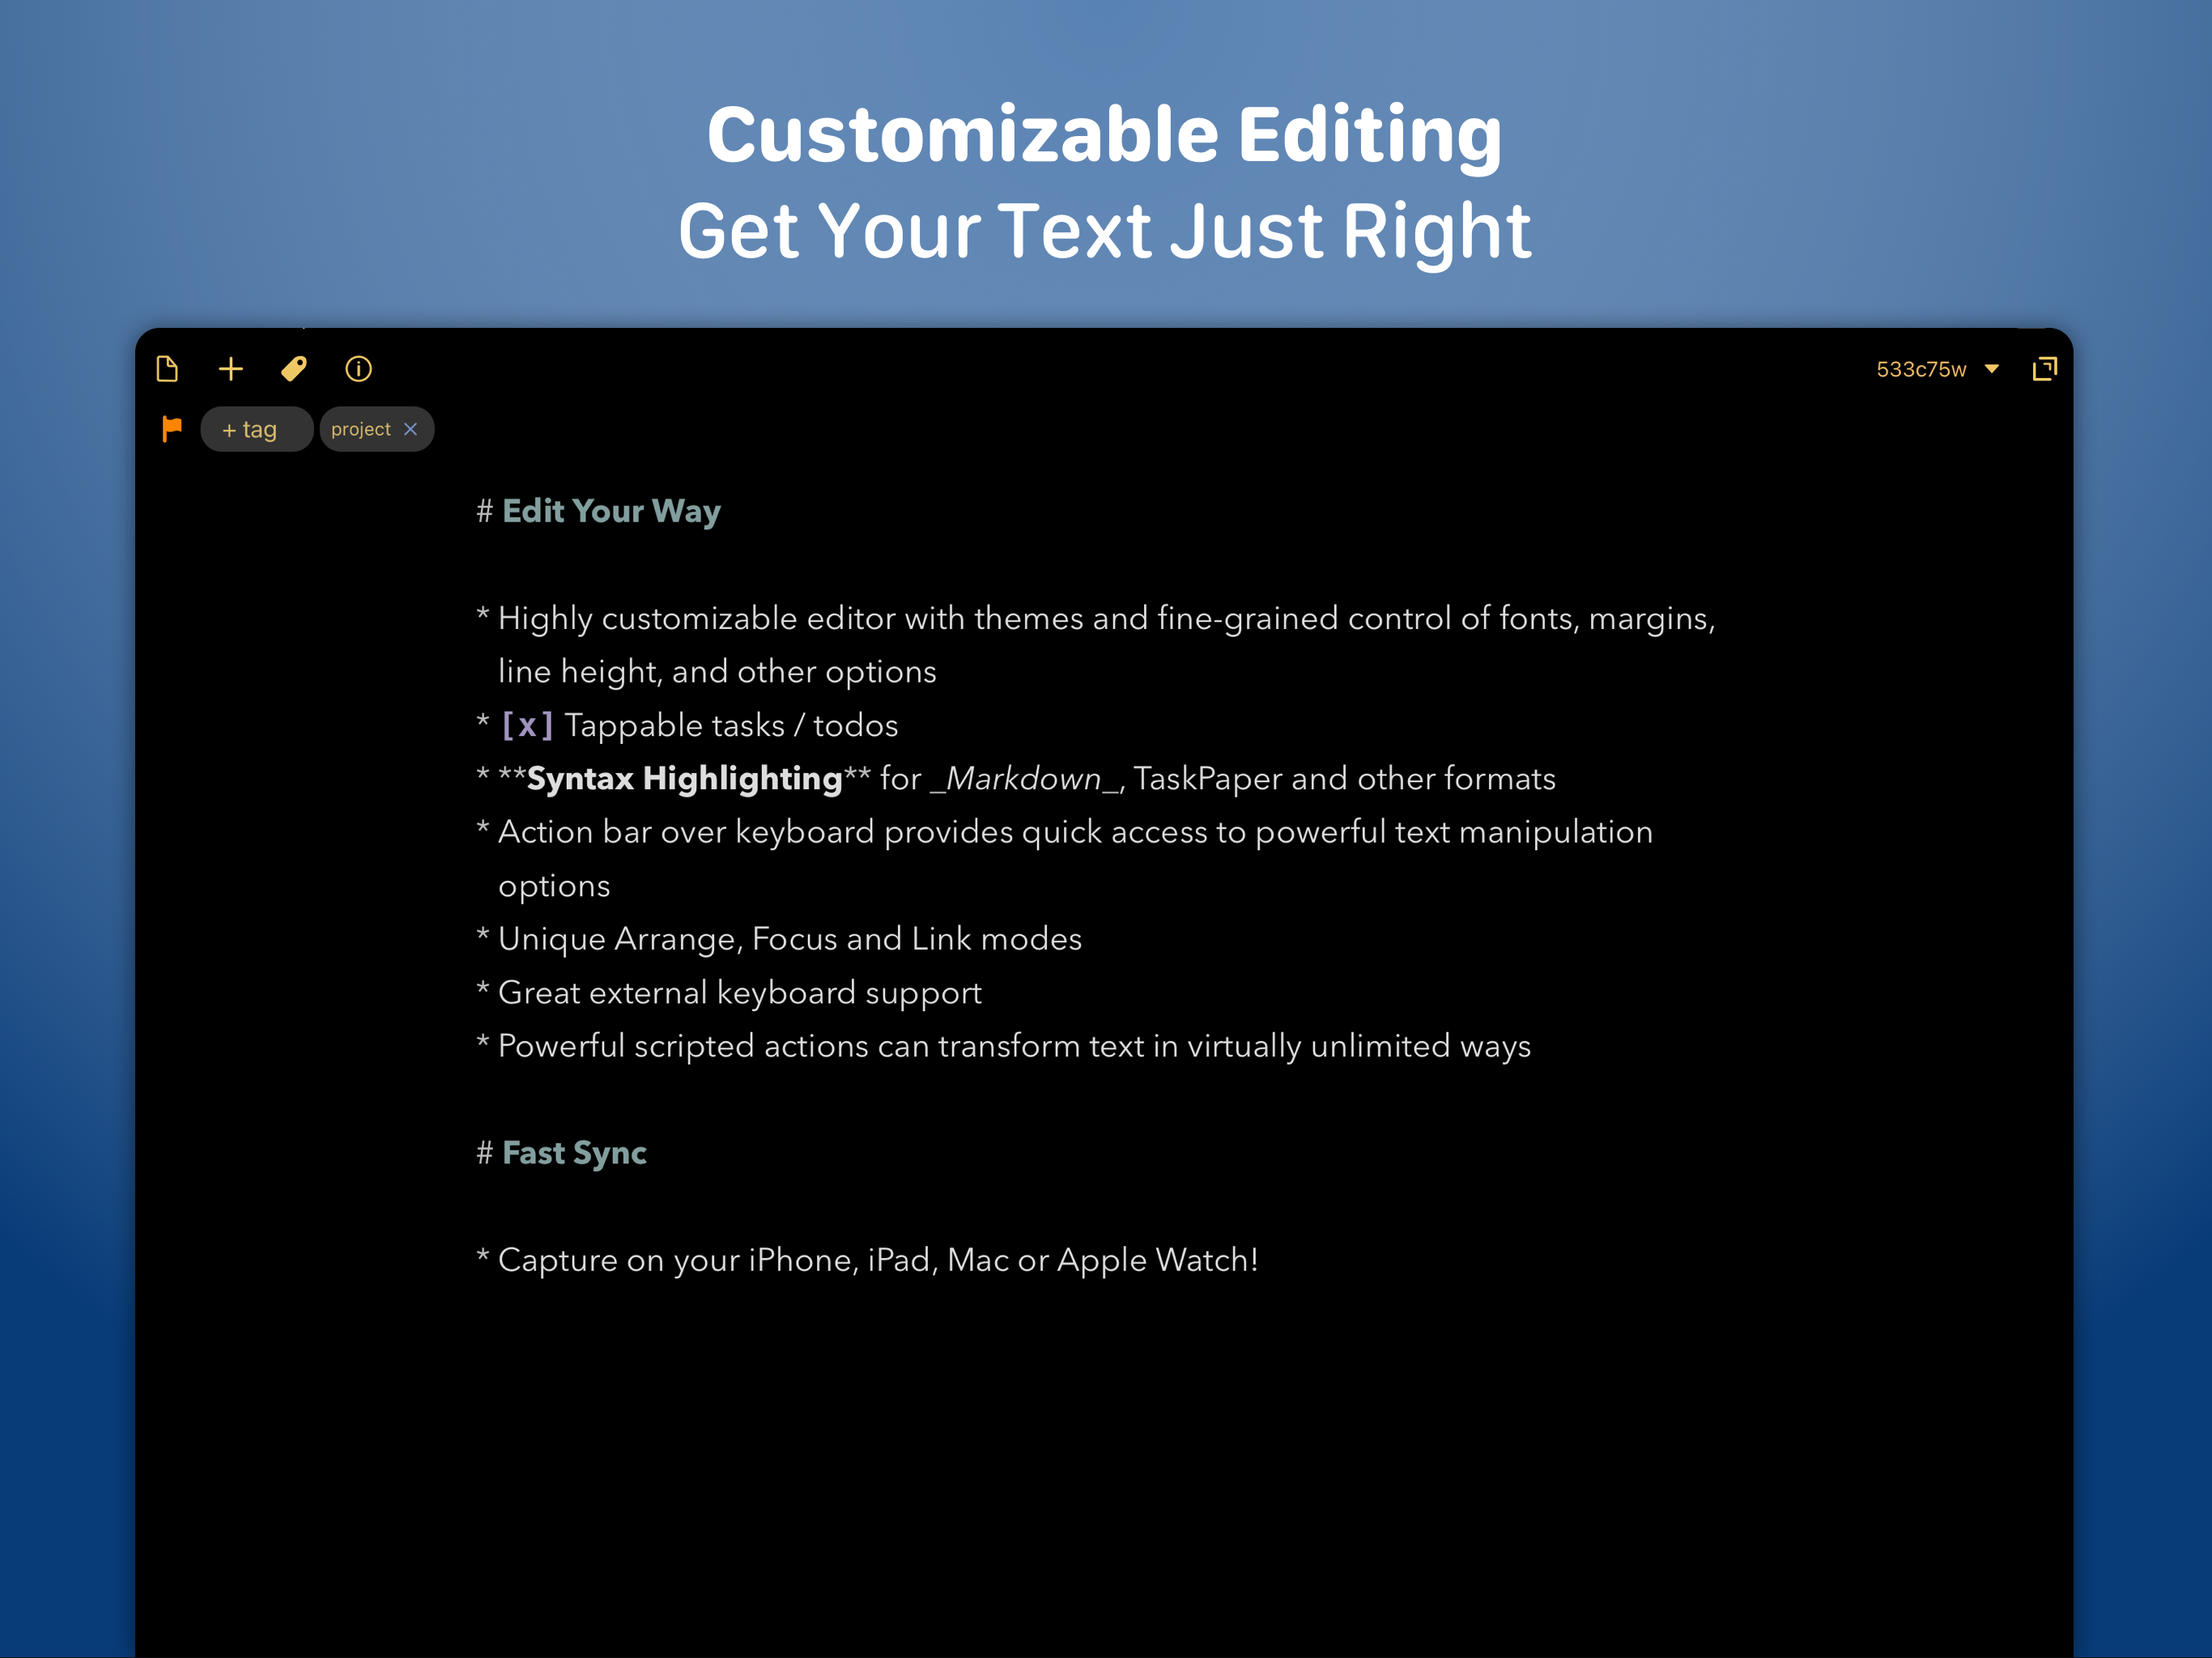 Customizable Editing
Get Your Text Just Right
533c75w
+ tag
project
# Edit Your Way
* Highly customizable editor with themes and fine-grained control of fonts, margins,
line height, and other options
* [x] Tappable tasks / todos
* **Syntax Highlighting** for _Markdown_, TaskPaper and other formats
* Action bar over keyboard provides quick access to powerful text manipulation
options
* Unique Arrange, Focus and Link modes
* Great external keyboard support
* Powerful scripted actions can transform text in virtually unlimited ways
# Fast Sync
* Capture on your iPhone, iPad, Mac or Apple Watch!